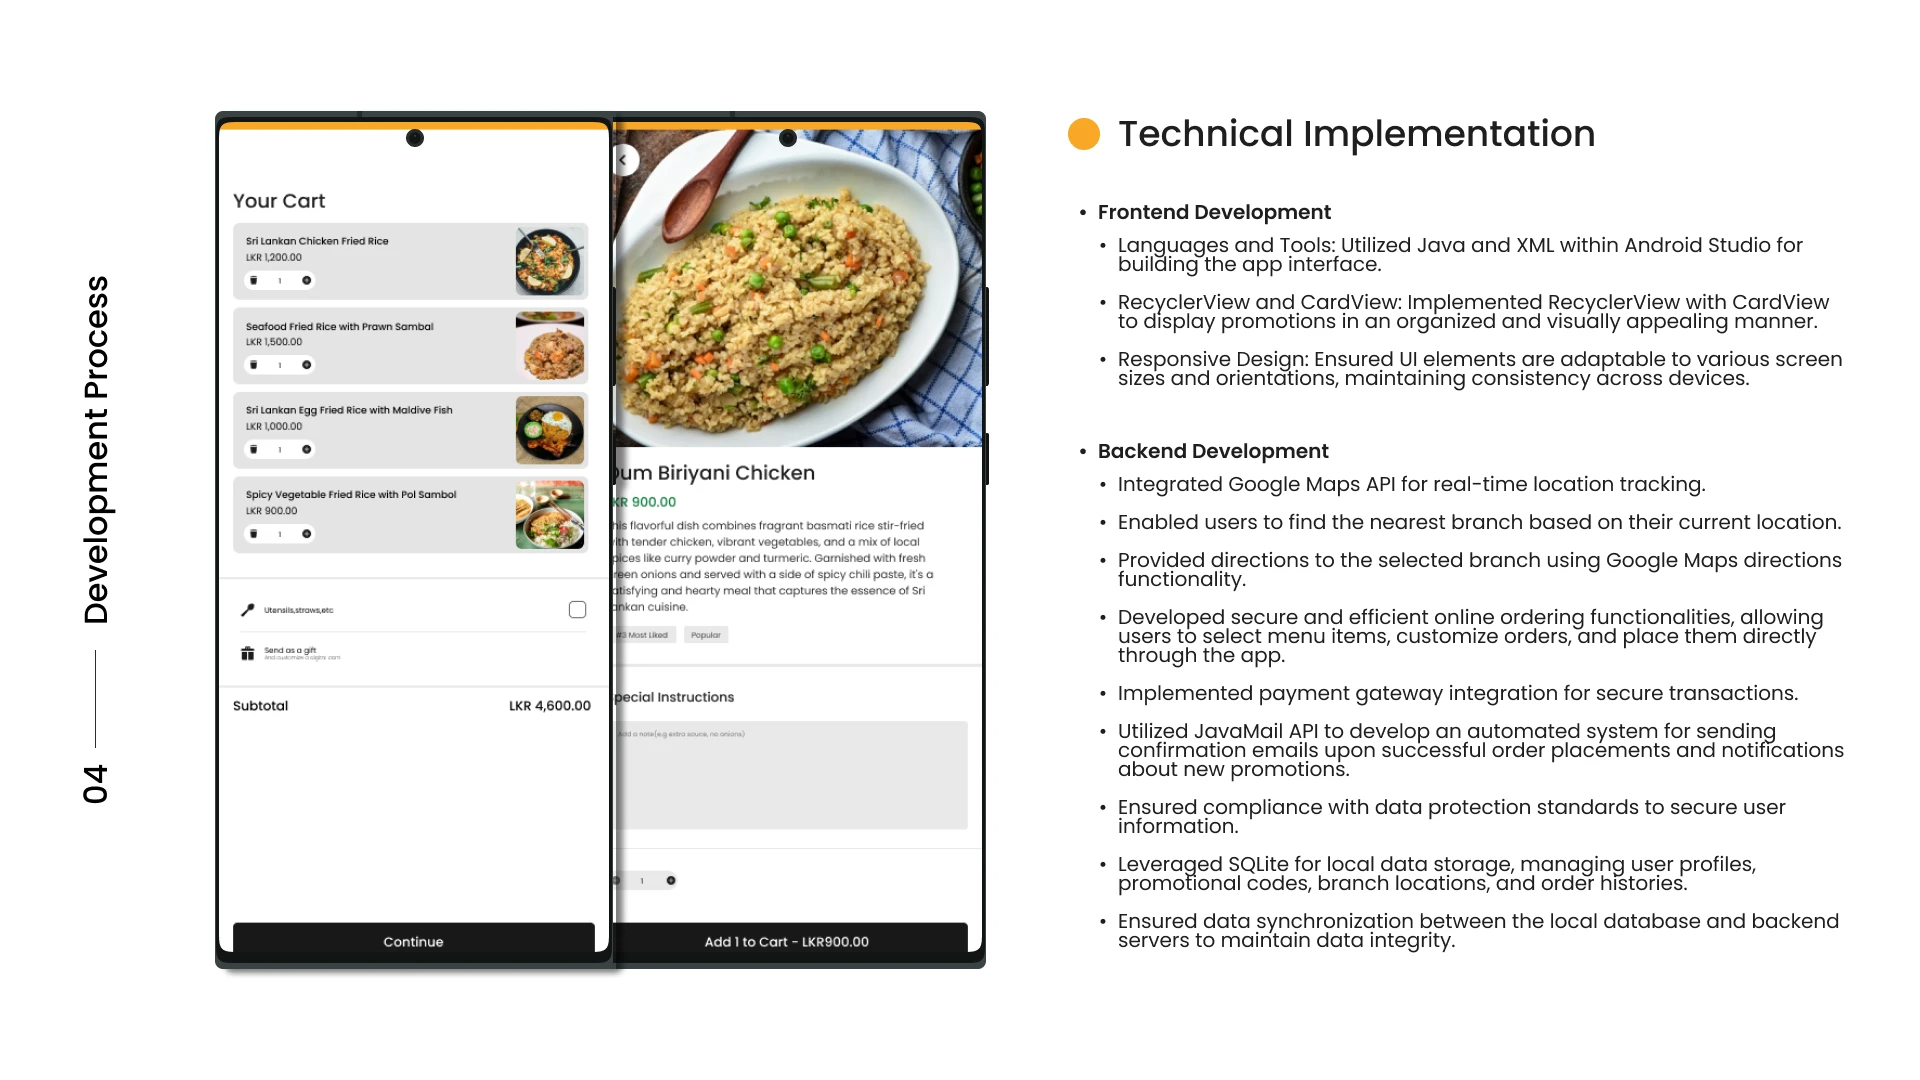 04
Development Process
Your Cart
Sri Lankan Chicken Fried Rice
LKR 1,200.00
1
Seafood Fried Rice with Prawn Sambal
LKR 1,500.00
1
Sri Lankan Egg Fried Rice with Maldive Fish
LKR 1,000.00
1
Spicy Vegetable Fried Rice with Pol Sambol
LKR 900.00
1
Utensils,straws,etc
Send as a gift
Subtotal
LKR 4,600.00
Continue
um Biriyani Chicken
KR 900.00
his flavorful dish combines fragrant basmati rice stir-fried
ith tender chicken, vibrant vegetables, and a mix of local
pices like curry powder and turmeric. Garnished with fresh
reen onions and served with a side of spicy chili paste, it's a
atisfying and hearty meal that captures the essence of Sri
ankan cuisine.
#3 Most Liked
Popular
pecial Instructions
Add a note(e.g extra sauce, no onions)
1
Add 1 to Cart - LKR900.00
Technical Implementation
• Frontend Development
• Languages and Tools: Utilized Java and XML within Android Studio for
building the app interface.
• RecyclerView and CardView: Implemented RecyclerView with CardView
to display promotions in an organized and visually appealing manner.
• Responsive Design: Ensured UI elements are adaptable to various screen
sizes and orientations, maintaining consistency across devices.
• Backend Development
• Integrated Google Maps API for real-time location tracking.
• Enabled users to find the nearest branch based on their current location.
• Provided directions to the selected branch using Google Maps directions
functionality.
• Developed secure and efficient online ordering functionalities, allowing
users to select menu items, customize orders, and place them directly
through the app.
• Implemented payment gateway integration for secure transactions.
• Utilized JavaMail API to develop an automated system for sending
confirmation emails upon successful order placements and notifications
about new promotions.
• Ensured compliance with data protection standards to secure user
information.
• Leveraged SQLite for local data storage, managing user profiles,
promotional codes, branch locations, and order histories.
• Ensured data synchronization between the local database and backend
servers to maintain data integrity.